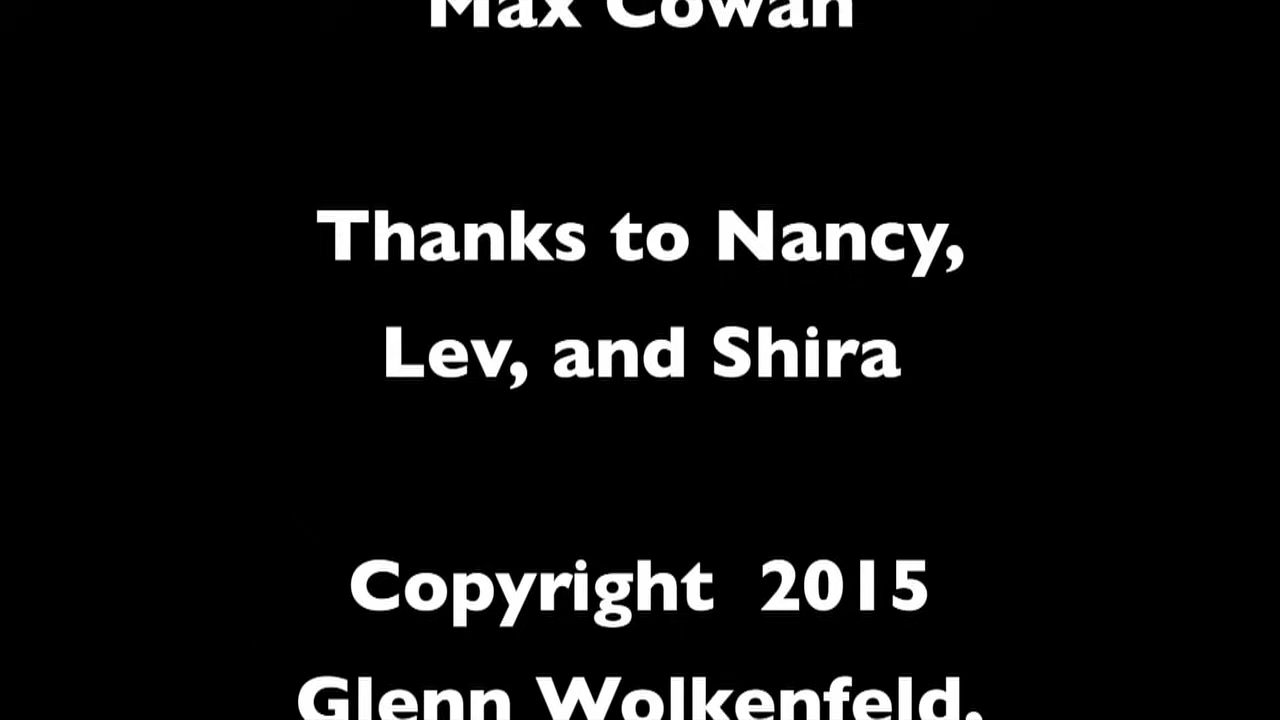 Max Cowan
Thanks to Nancy,
Lev, and Shira
Copyright  2015
Glenn Wolkenfeld,